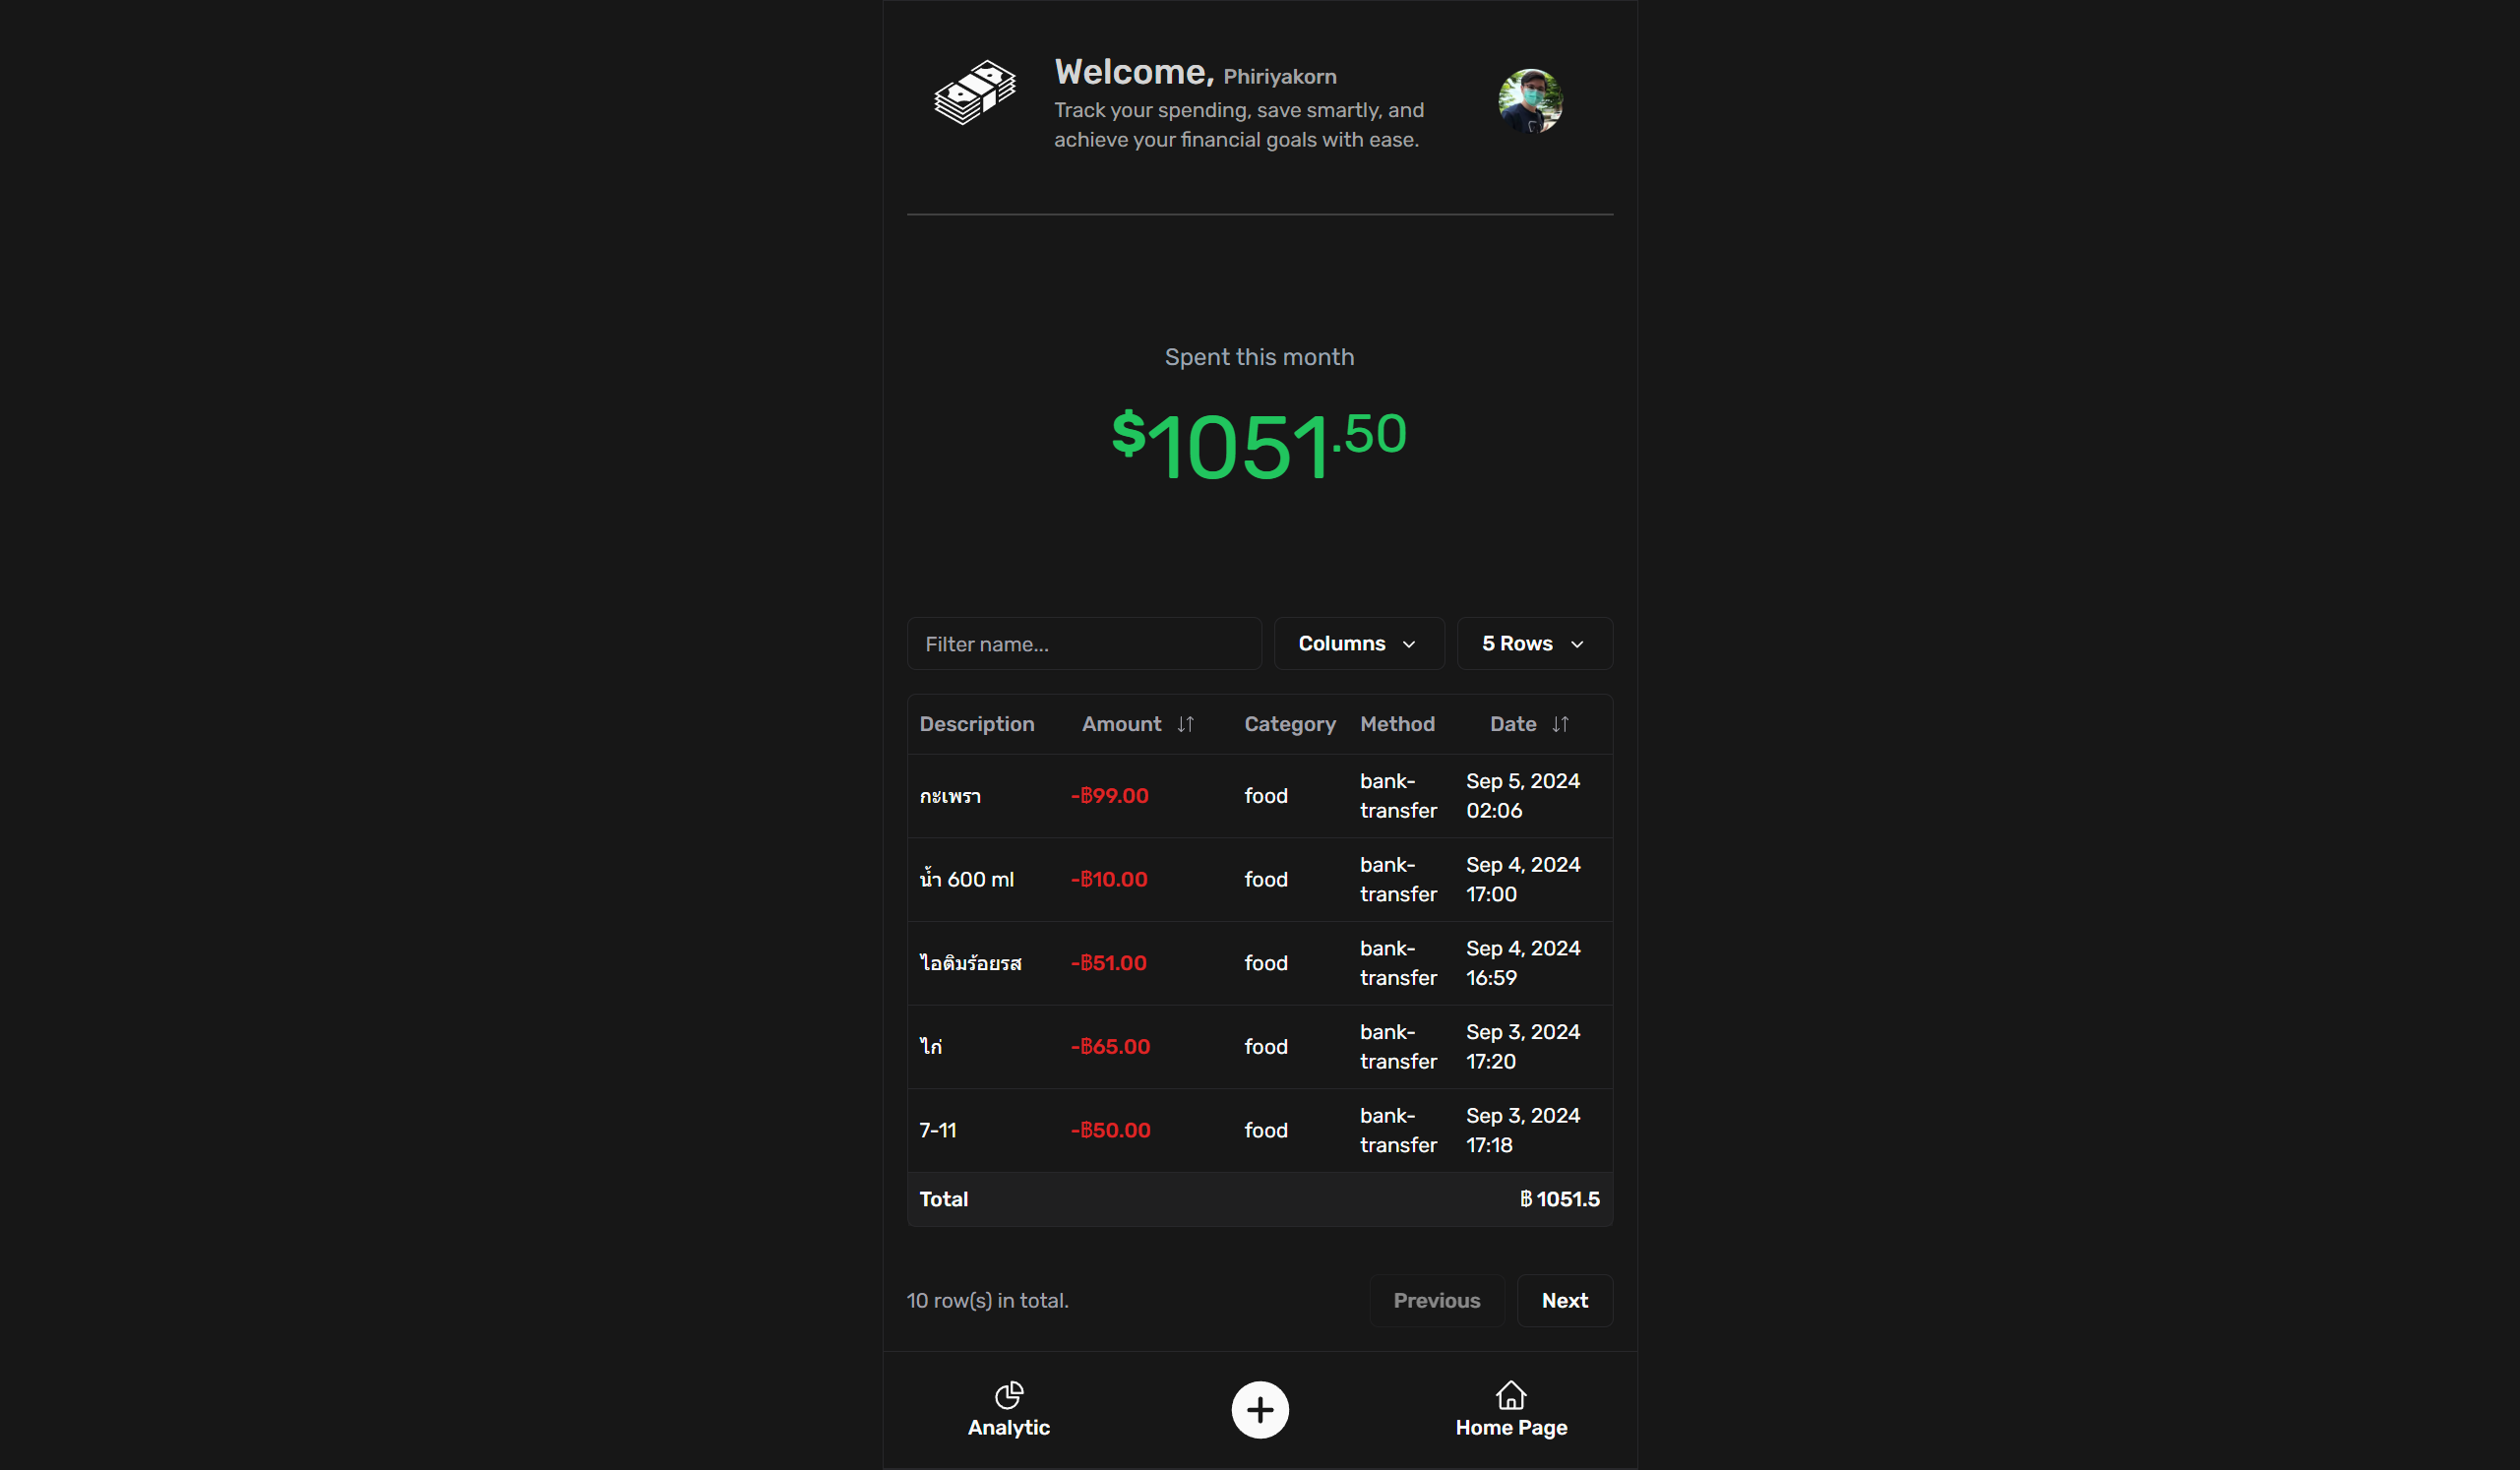 Welcome, Phiriyakorn
Track your spending, save smartly, and
achieve your financial goals with ease.
Spent this month
$1051.50
Filter name...
Columns
5 Rows
Description Amount Category Method Date
กะเพรา -฿99.00 food bank-transfer Sep 5, 2024 02:06
น้ำ 600 ml -฿10.00 food bank-transfer Sep 4, 2024 17:00
ไอติมร้อยรส -฿51.00 food bank-transfer Sep 4, 2024 16:59
ไก่ -฿65.00 food bank-transfer Sep 3, 2024 17:20
7-11 -฿50.00 food bank-transfer Sep 3, 2024 17:18
Total ฿ 1051.5
10 row(s) in total.
Previous
Next
Analytic
Home Page